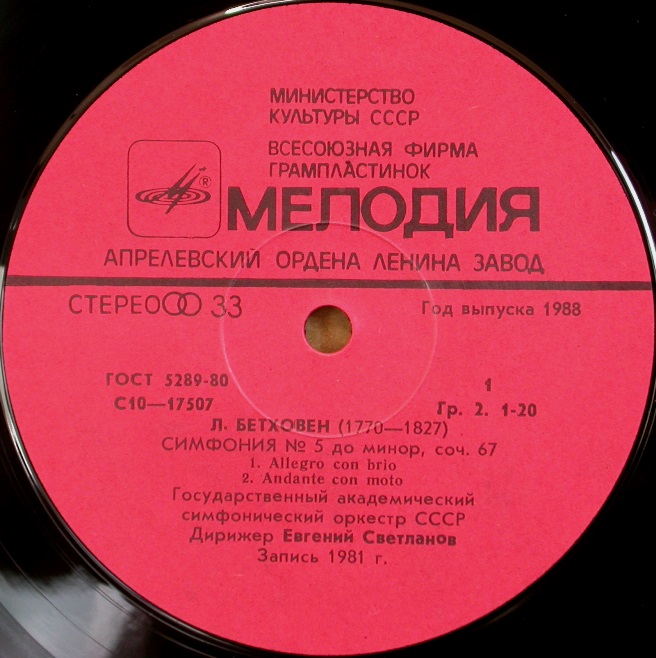 МИНИСТЕРСТВО
КУЛЬТУРЫ СССР
ВСЕСОЮЗНАЯ ФИРМА
ГРАМПЛАСТИНОК
®
МЕЛОДИЯ
АПРЕЛЕВСКИЙ ОРДЕНА ЛЕНИНА ЗАВОД
СТЕРЕО 33
Год выпуска 1988
ГОСТ 5289-80
1
С10—17507
Гр. 2. 1-20
Л. БЕТХОВЕН (1770—1827)
СИМФОНИЯ № 5 до минор, соч. 67
1. Allegro con brio
2. Andante con moto
Государственный академический
симфонический оркестр СССР
Дирижер Евгений Светланов
Запись 1981 г.